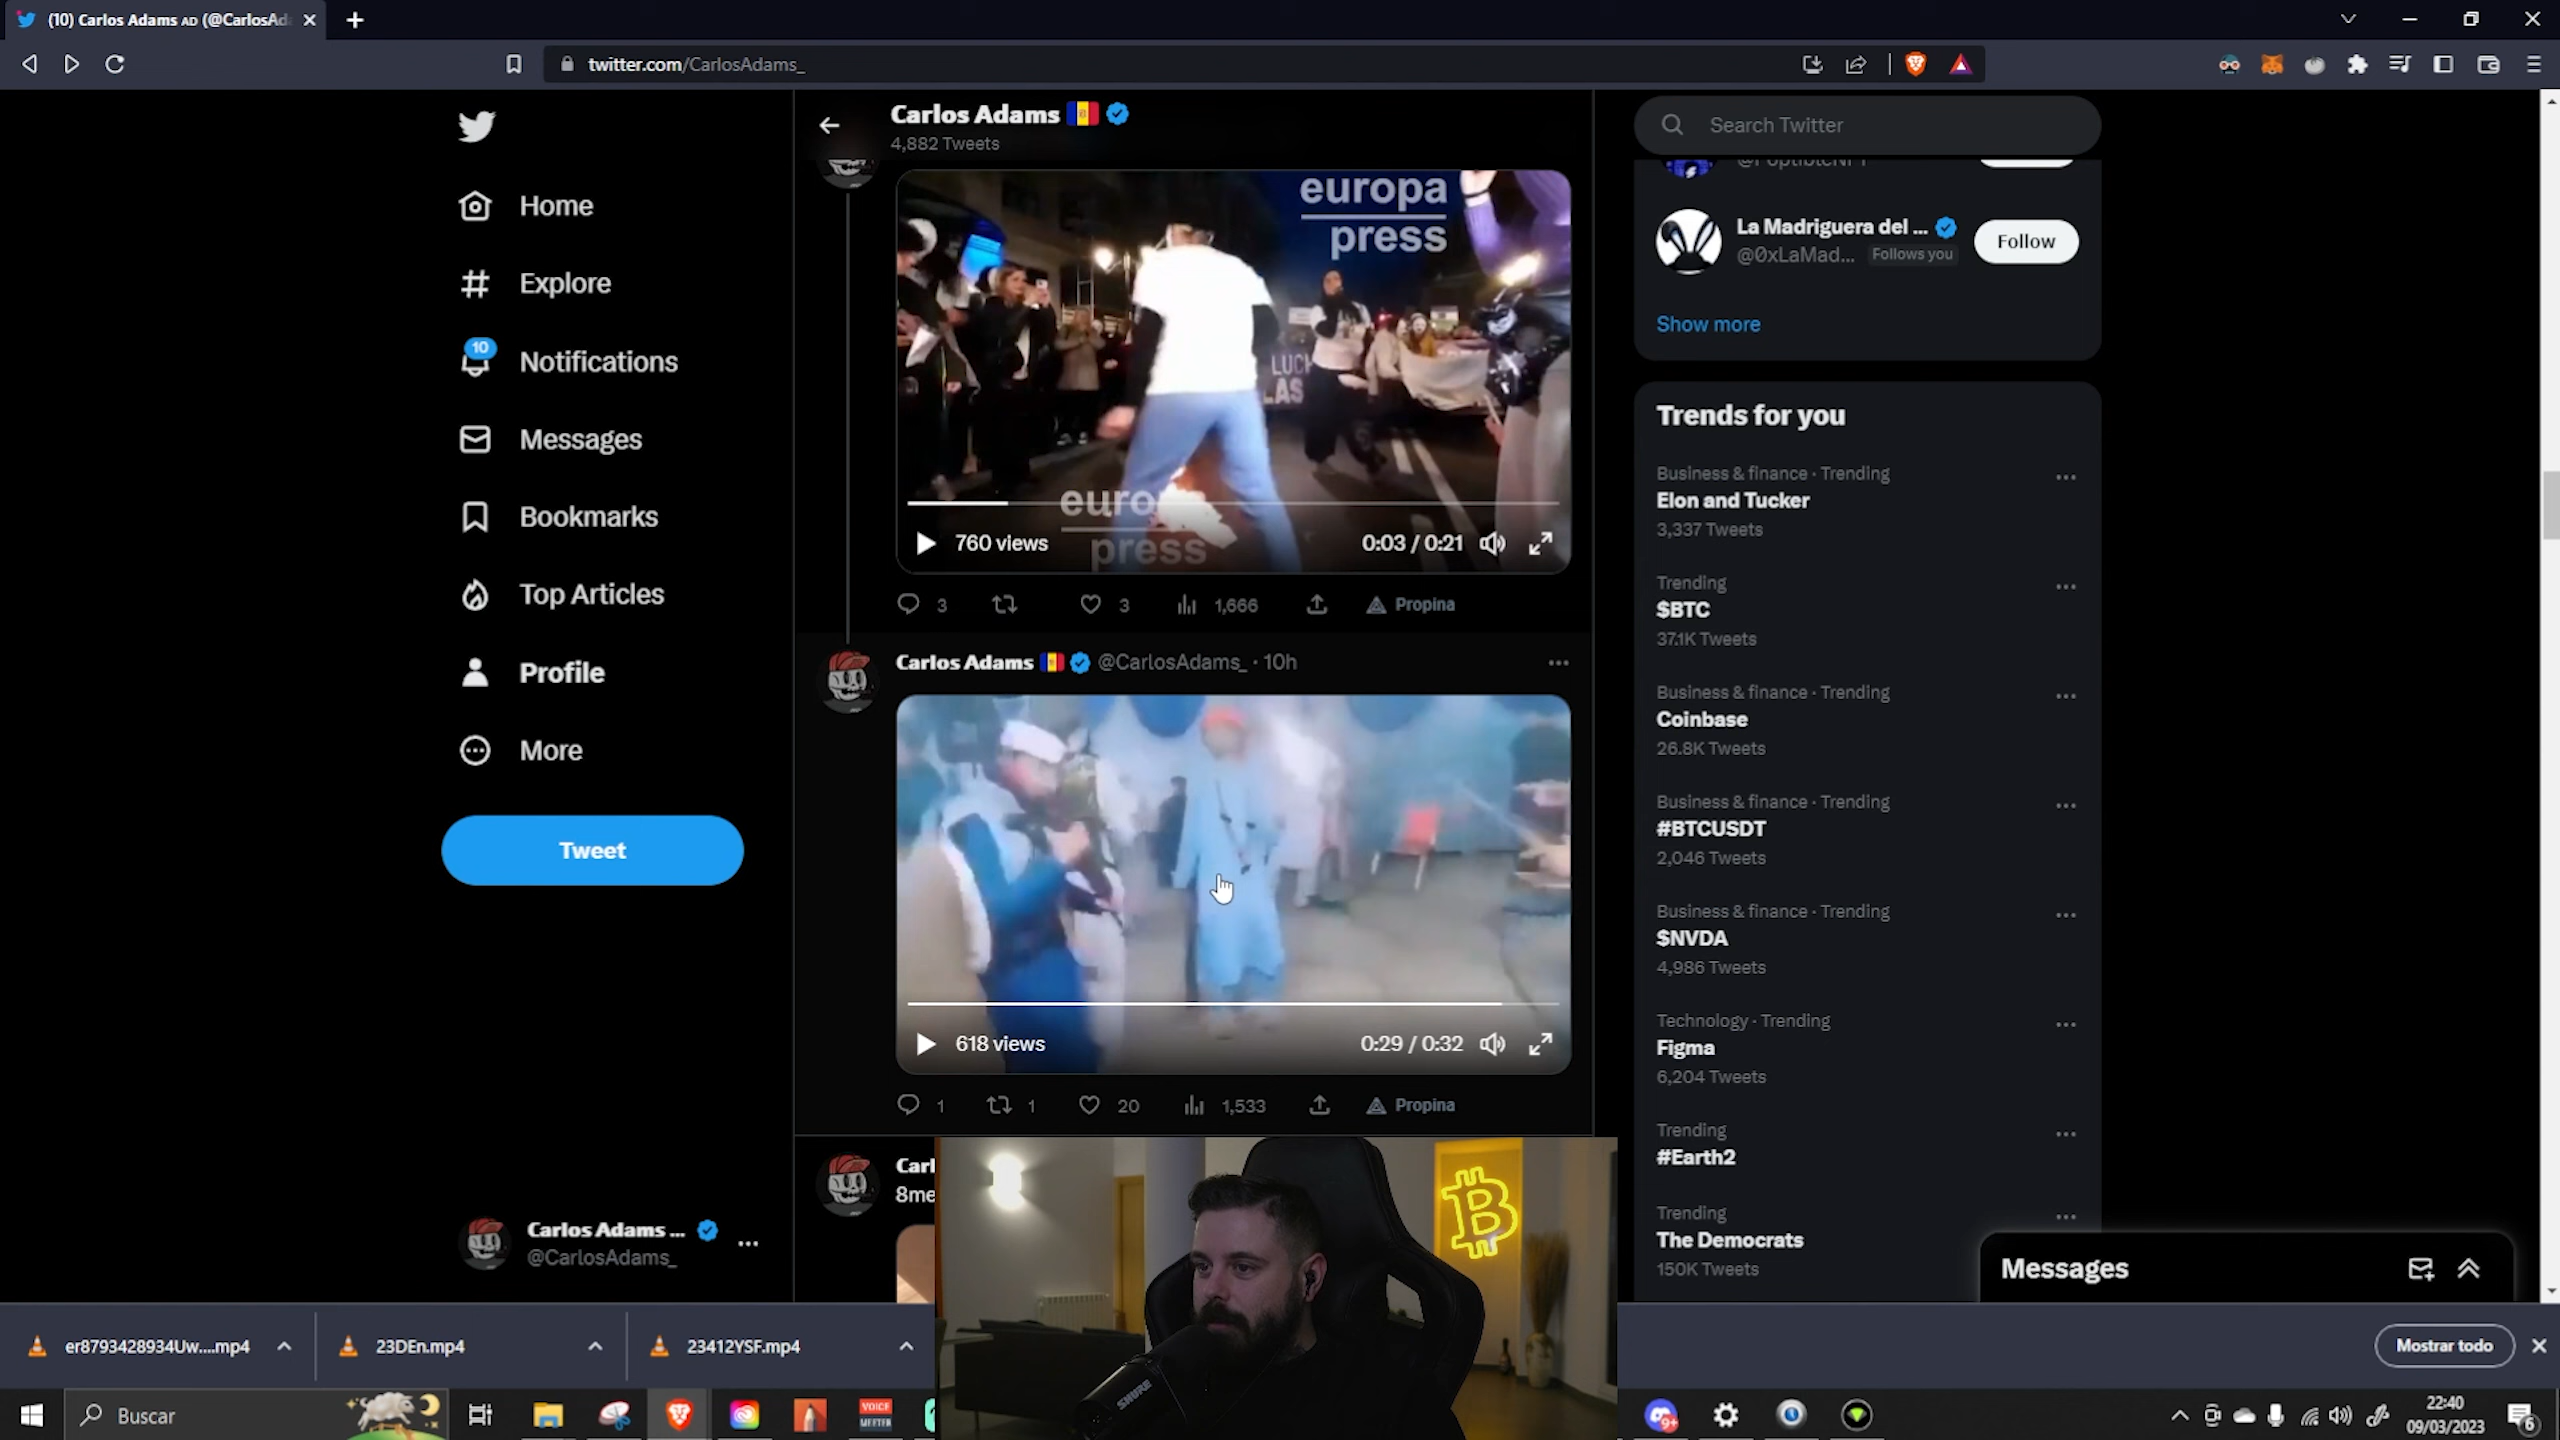 (10) Carlos Adams AD (@CarlosAd
twitter.com/CarlosAdams_
Home
Explore
10
Notifications
Messages
Bookmarks
Top Articles
Profile
More
Tweet
Carlos Adams ...
@CarlosAdams_
Carlos Adams
4,882 Tweets
europa
press
LAS
euro
press
760 views
0:03 / 0:21
3
3
1,666
Propina
Carlos Adams @CarlosAdams_ · 10h
618 views
0:29 / 0:32
1
1
20
1,533
Propina
Carl
8me
Search Twitter
La Madriguera del ...
@0xLaMad... Follows you
Follow
Show more
Trends for you
Business & finance · Trending
Elon and Tucker
3,337 Tweets
Trending
$BTC
37.1K Tweets
Business & finance · Trending
Coinbase
26.8K Tweets
Business & finance · Trending
#BTCUSDT
2,046 Tweets
Business & finance · Trending
$NVDA
4,986 Tweets
Technology · Trending
Figma
6,204 Tweets
Trending
#Earth2
Trending
The Democrats
150K Tweets
Messages
SHURE
er8793428934Uw....mp4
23DEn.mp4
23412YSF.mp4
Mostrar todo
Buscar
VOICE
MEETER
9+
22:40
09/03/2023
6